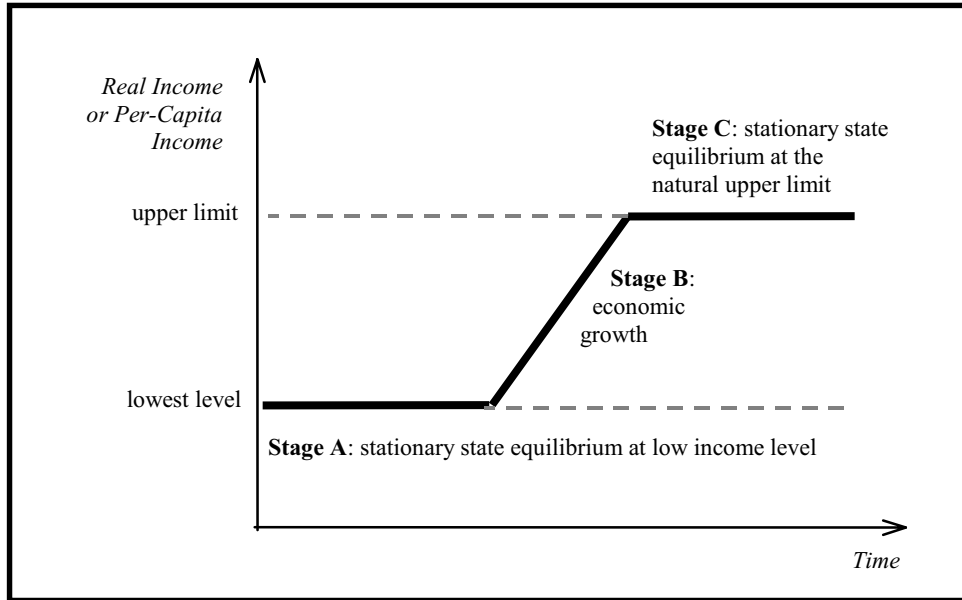 Real Income
or Per-Capita
Income
Stage C: stationary state
equilibrium at the
natural upper limit
upper limit
Stage B:
economic
growth
lowest level
Stage A: stationary state equilibrium at low income level
Time